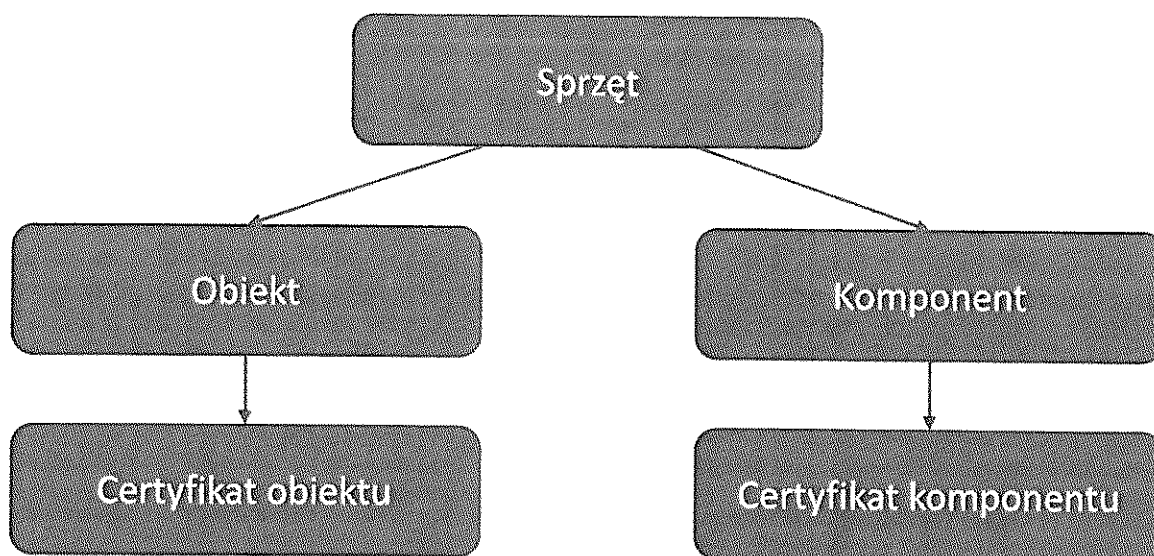 Sprzęt
Obiekt
Komponent
Certyfikat obiektu
Certyfikat komponentu